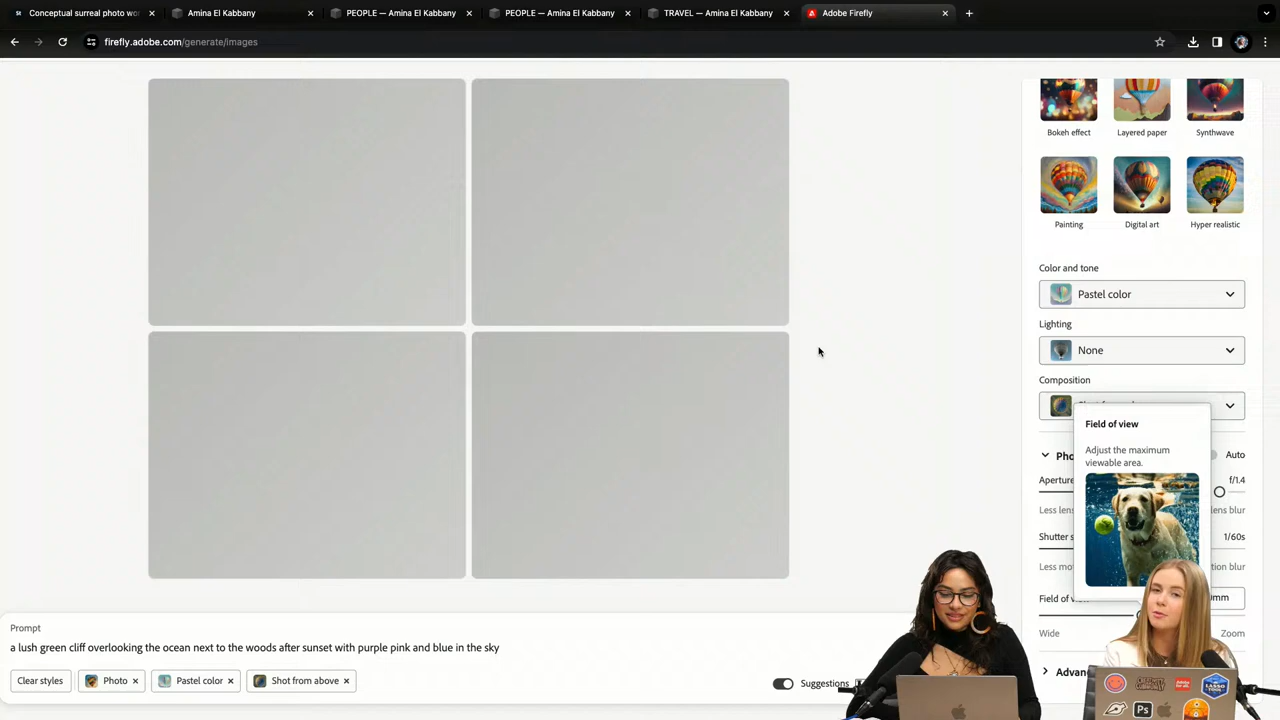 Conceptual surreal photo wo
Amina El Kabbany
PEOPLE — Amina El Kabbany
PEOPLE — Amina El Kabbany
TRAVEL — Amina El Kabbany
Adobe Firefly
firefly.adobe.com/generate/images
Bokeh effect
Layered paper
Synthwave
Painting
Digital art
Hyper realistic
Color and tone
Pastel color
Lighting
None
Composition
Field of view
Adjust the maximum
viewable area.
Pho
Auto
Aperture
f/1.4
Less lens
lens blur
Shutter s
1/60s
Less mo
tion blur
Field of v
mm
Wide
Zoom
Advan
Prompt
a lush green cliff overlooking the ocean next to the woods after sunset with purple pink and blue in the sky
Clear styles
Photo
Pastel color
Shot from above
Suggestions
Ps
LASSO
TOOL